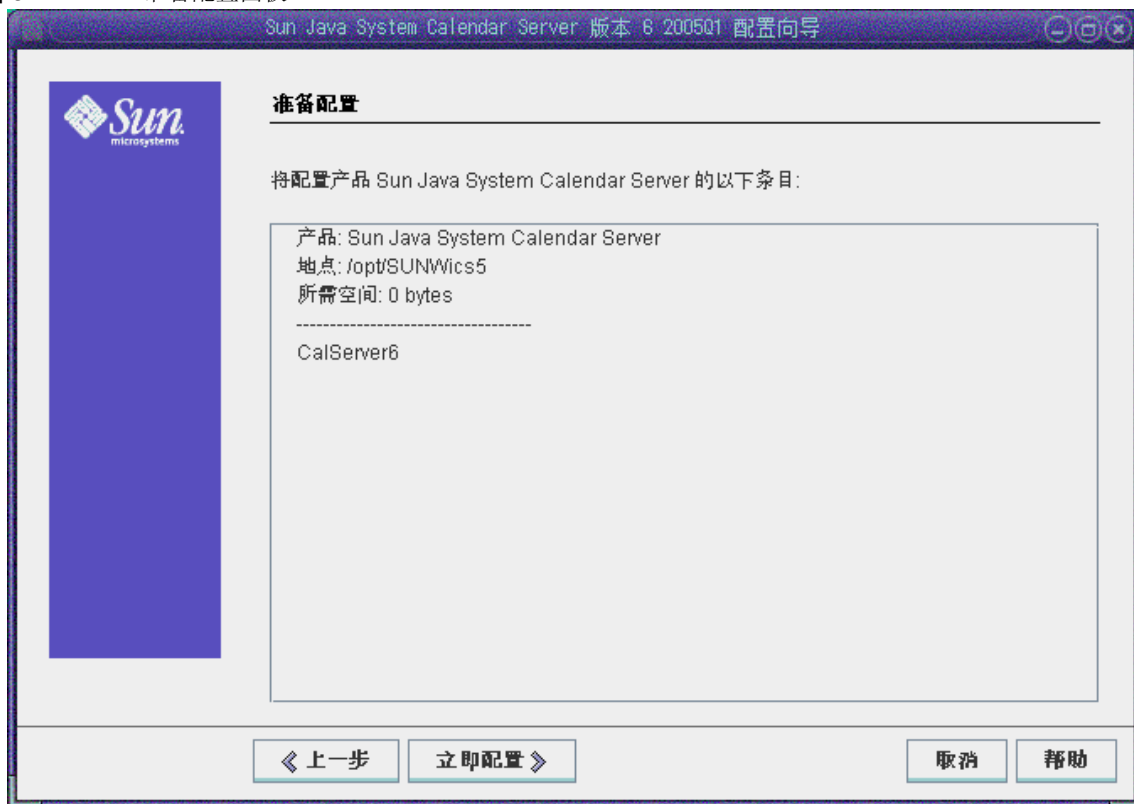 Sun Java System Calendar Server 版本 6 2005Q1 配置向导
Sun.
microsystems
准备配置
将配置产品 Sun Java System Calendar Server 的以下条目:
产品: Sun Java System Calendar Server
地点: /opt/SUNWics5
所需空间: 0 bytes
----------------------------------
CalServer6
上一步
立即配置
取消
帮助